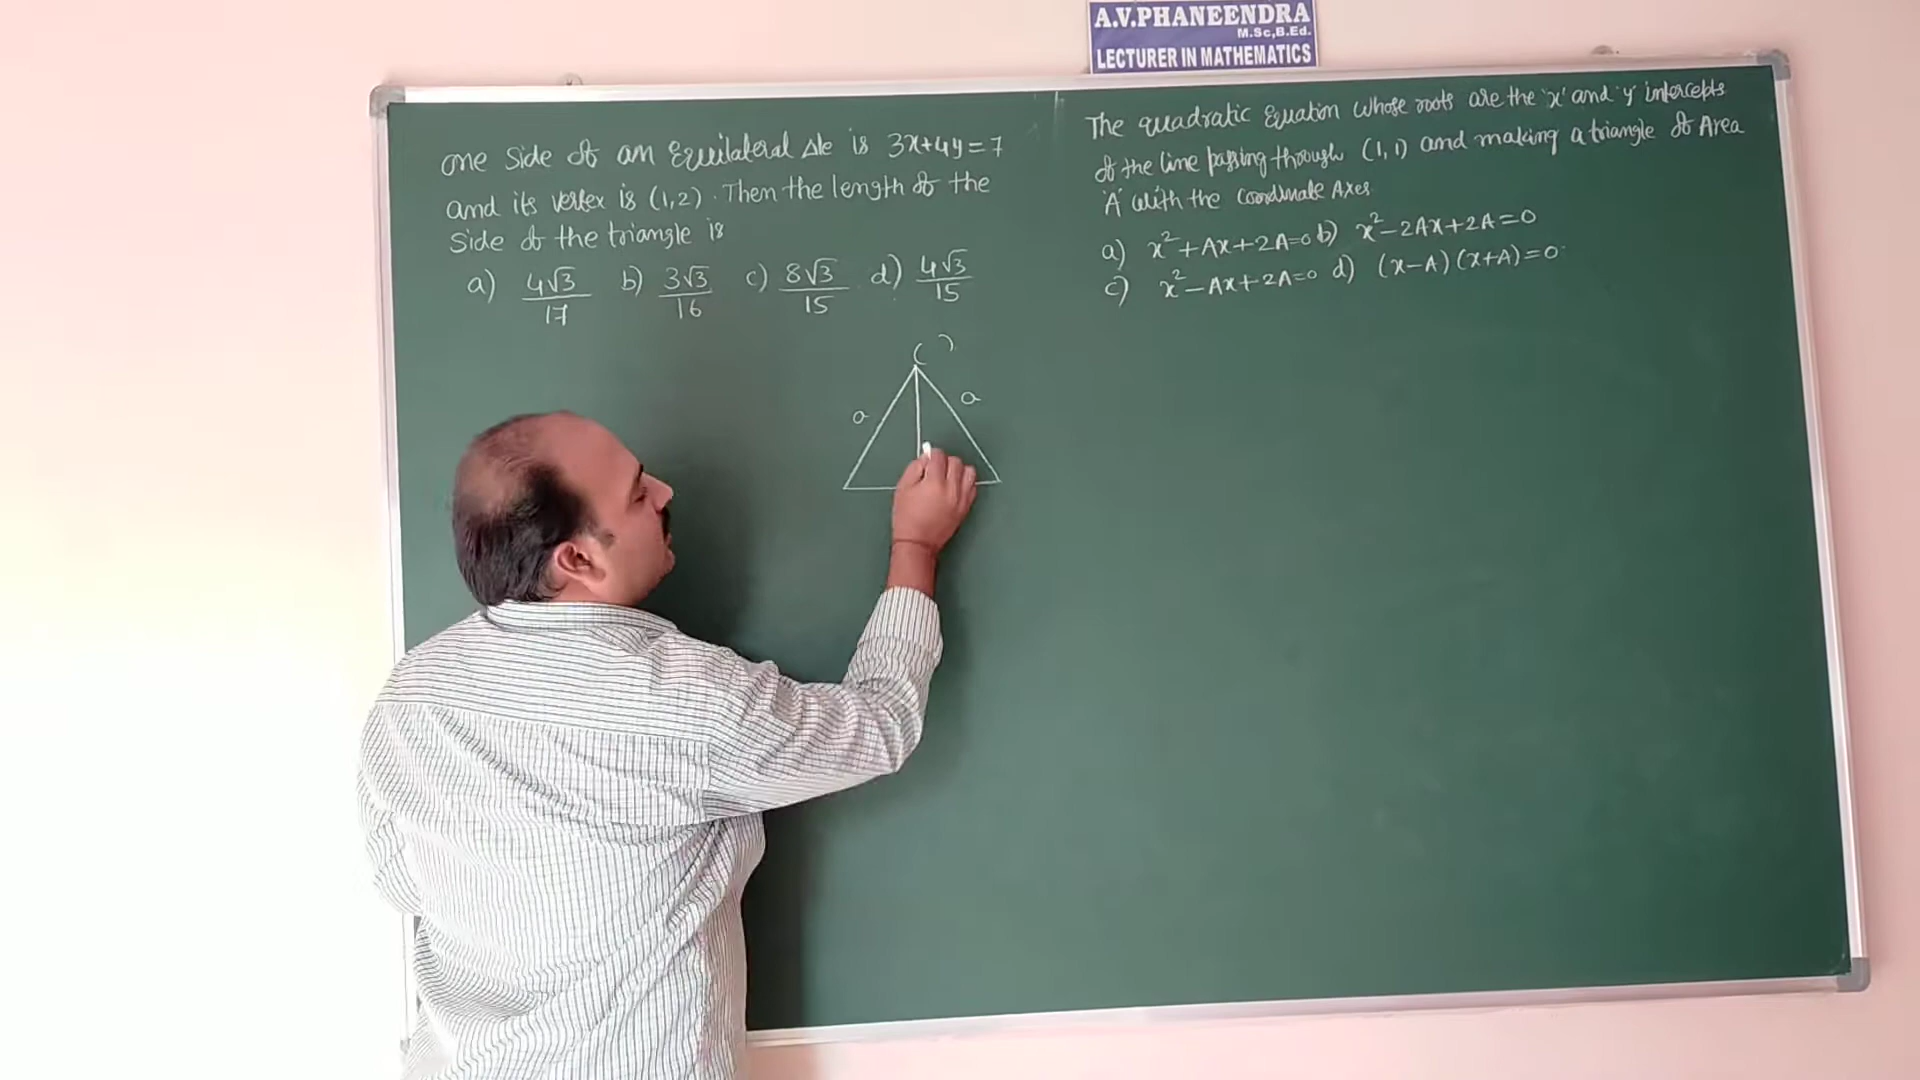 A.V.PHANEENDRA
M.Sc,B.Ed.
LECTURER IN MATHEMATICS
one side of an Equilateral Δle is 3x+4y=7
and its vertex is (1,2). Then the length of the
side of the triangle is
a) 4√3/17 b) 3√3/16 c) 8√3/15 d) 4√3/15
( )
a a
The quadratic Equation whose roots are the 'x' and 'y' intercepts
of the line passing through (1,1) and making a triangle of Area
'A' with the coordinate Axes.
a) x²+Ax+2A=0 b) x²-2Ax+2A=0
c) x²-Ax+2A=0 d) (x-A)(x+A)=0.